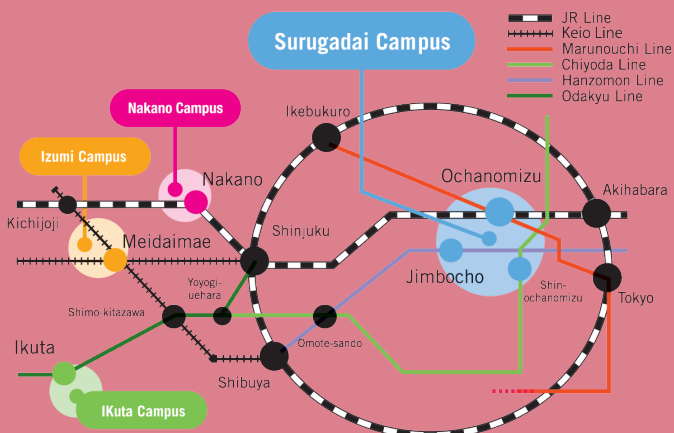 JR Line
Keio Line
Marunouchi Line
Chiyoda Line
Hanzomon Line
Odakyu Line
Surugadai Campus
Nakano Campus
Izumi Campus
Ikebukuro
Nakano
Ochanomizu
Akihabara
Kichijoji
Meidaimae
Shinjuku
Jimbocho
Yoyogi-
uehara
Shin-
ochanomizu
Tokyo
Shimo-kitazawa
Omote-sando
Ikuta
Shibuya
IKuta Campus